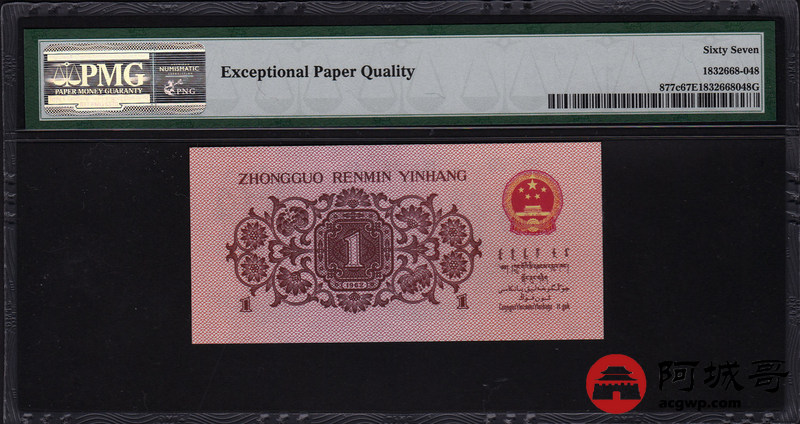 PMG
PAPER MONEY GUARANTY
NUMISMATIC
PNG
Exceptional Paper Quality
Sixty Seven
1832668-048
877c67E1832668048G
ZHONGGUO RENMIN YINHANG
1
1962
1
1
阿城哥
acgwp.com